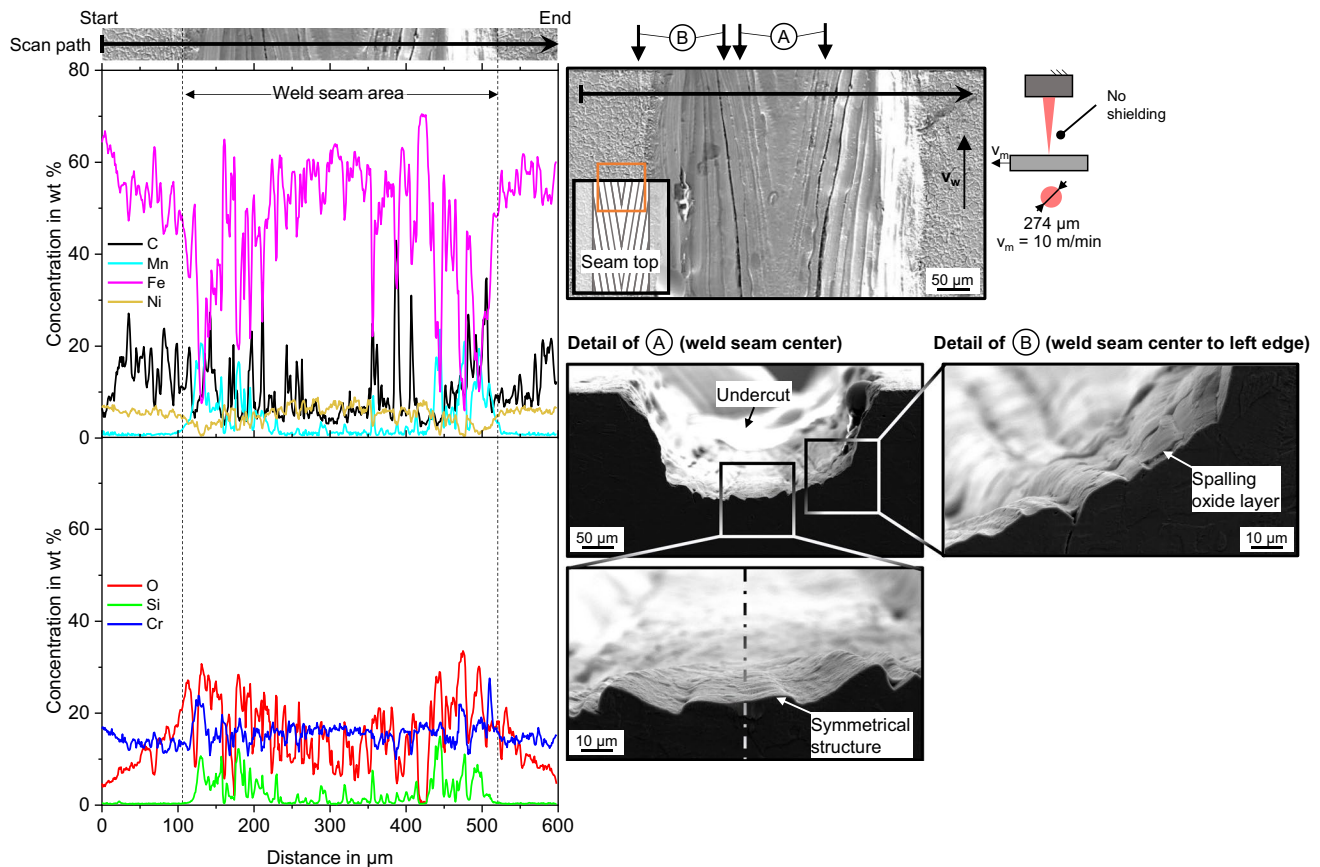 Start
End
Scan path
80
60
40
20
0
Concentration in wt %
Weld seam area
C
Mn
Fe
Ni
60
40
20
0
Concentration in wt %
O
Si
Cr
0
100
200
300
400
500
600
Distance in µm
B
A
Seam top
vw
50 µm
No
shielding
vm
274 µm
vm = 10 m/min
Detail of A (weld seam center)
Undercut
50 µm
Detail of B (weld seam center to left edge)
Spalling
oxide layer
10 µm
Symmetrical
structure
10 µm